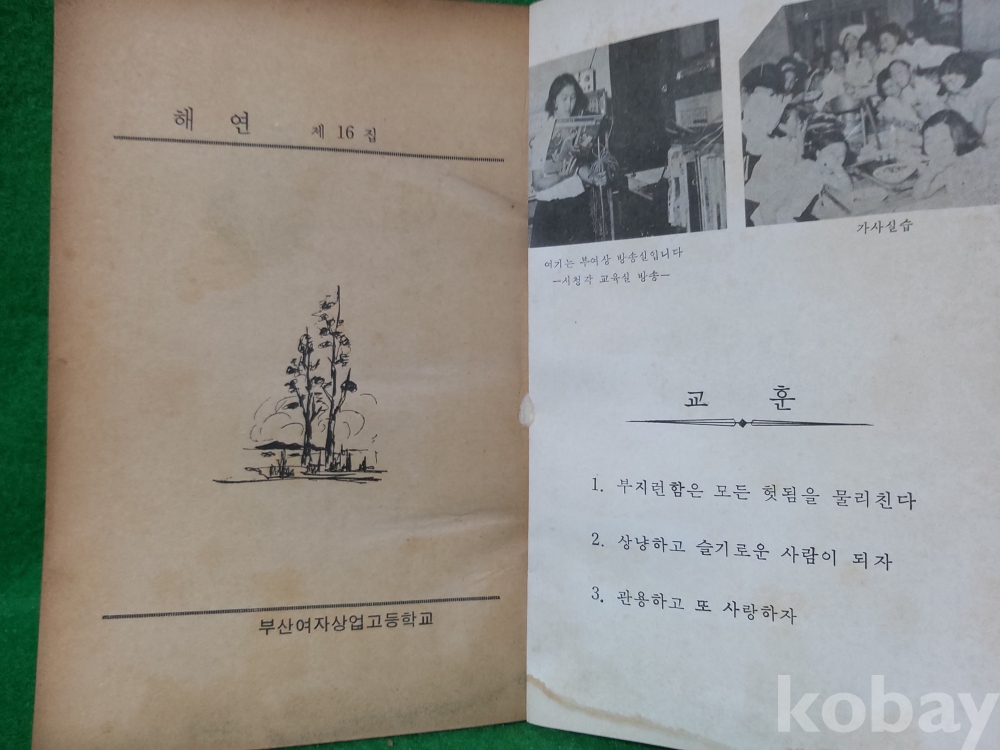 해 연 제 16 집
부산여자상업고등학교
여기는 부여상 방송실입니다
—시청각 교육실 방송—
가사실습
교 훈
1. 부지런함은 모든 헛됨을 물리친다
2. 상냥하고 슬기로운 사람이 되자
3. 관용하고 또 사랑하자
kobay